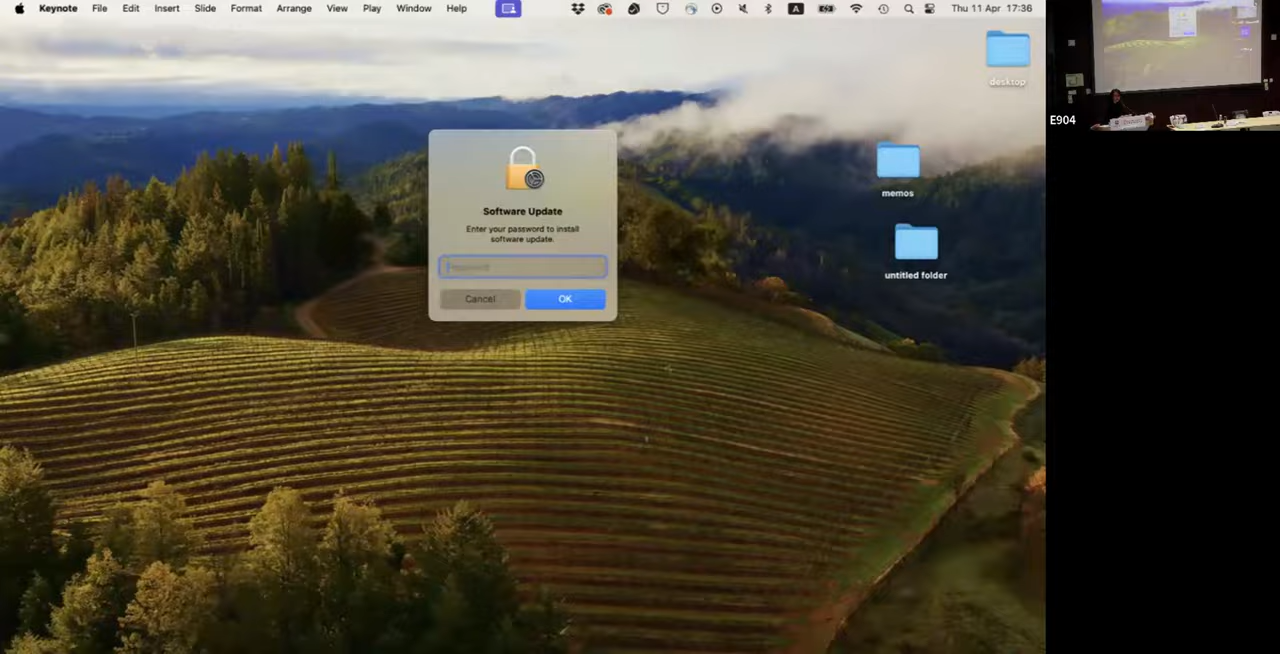 Keynote File Edit Insert Slide Format Arrange View Play Window Help A Thu 11 Apr 17:36
desktop
E904
memos
Software Update
Enter your password to install
software update.
Password
untitled folder
Cancel OK